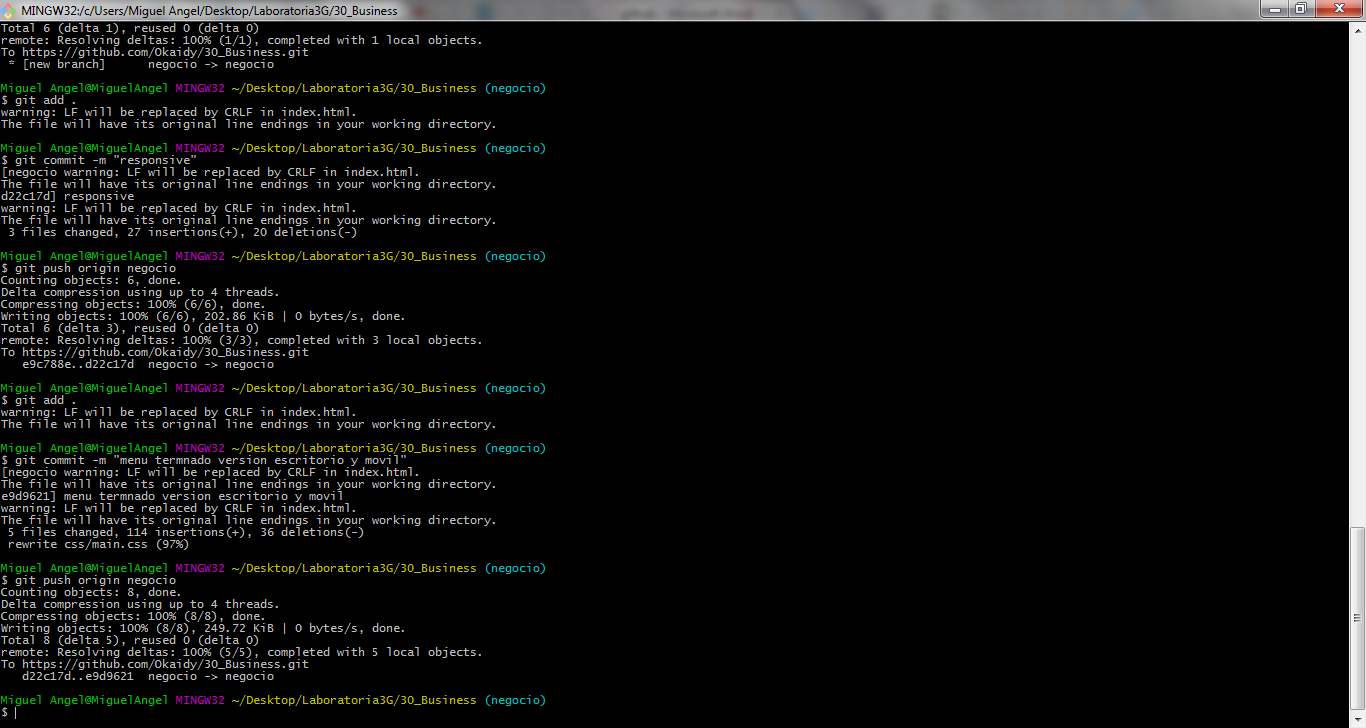 MINGW32:/c/Users/Miguel Angel/Desktop/Laboratoria3G/30_Business
Total 6 (delta 1), reused 0 (delta 0)
remote: Resolving deltas: 100% (1/1), completed with 1 local objects.
To https://github.com/Okaidy/30_Business.git
 * [new branch]      negocio -> negocio

Miguel Angel@MiguelAngel MINGW32 ~/Desktop/Laboratoria3G/30_Business (negocio)
$ git add .
warning: LF will be replaced by CRLF in index.html.
The file will have its original line endings in your working directory.

Miguel Angel@MiguelAngel MINGW32 ~/Desktop/Laboratoria3G/30_Business (negocio)
$ git commit -m "responsive"
[negocio warning: LF will be replaced by CRLF in index.html.
The file will have its original line endings in your working directory.
d22c17d] responsive
warning: LF will be replaced by CRLF in index.html.
The file will have its original line endings in your working directory.
 3 files changed, 27 insertions(+), 20 deletions(-)

Miguel Angel@MiguelAngel MINGW32 ~/Desktop/Laboratoria3G/30_Business (negocio)
$ git push origin negocio
Counting objects: 6, done.
Delta compression using up to 4 threads.
Compressing objects: 100% (6/6), done.
Writing objects: 100% (6/6), 202.86 KiB | 0 bytes/s, done.
Total 6 (delta 3), reused 0 (delta 0)
remote: Resolving deltas: 100% (3/3), completed with 3 local objects.
To https://github.com/Okaidy/30_Business.git
   e9c788e..d22c17d  negocio -> negocio

Miguel Angel@MiguelAngel MINGW32 ~/Desktop/Laboratoria3G/30_Business (negocio)
$ git add .
warning: LF will be replaced by CRLF in index.html.
The file will have its original line endings in your working directory.

Miguel Angel@MiguelAngel MINGW32 ~/Desktop/Laboratoria3G/30_Business (negocio)
$ git commit -m "menu termnado version escritorio y movil"
[negocio warning: LF will be replaced by CRLF in index.html.
The file will have its original line endings in your working directory.
e9d9621] menu termnado version escritorio y movil
warning: LF will be replaced by CRLF in index.html.
The file will have its original line endings in your working directory.
 5 files changed, 114 insertions(+), 36 deletions(-)
 rewrite css/main.css (97%)

Miguel Angel@MiguelAngel MINGW32 ~/Desktop/Laboratoria3G/30_Business (negocio)
$ git push origin negocio
Counting objects: 8, done.
Delta compression using up to 4 threads.
Compressing objects: 100% (8/8), done.
Writing objects: 100% (8/8), 249.72 KiB | 0 bytes/s, done.
Total 8 (delta 5), reused 0 (delta 0)
remote: Resolving deltas: 100% (5/5), completed with 5 local objects.
To https://github.com/Okaidy/30_Business.git
   d22c17d..e9d9621  negocio -> negocio

Miguel Angel@MiguelAngel MINGW32 ~/Desktop/Laboratoria3G/30_Business (negocio)
$